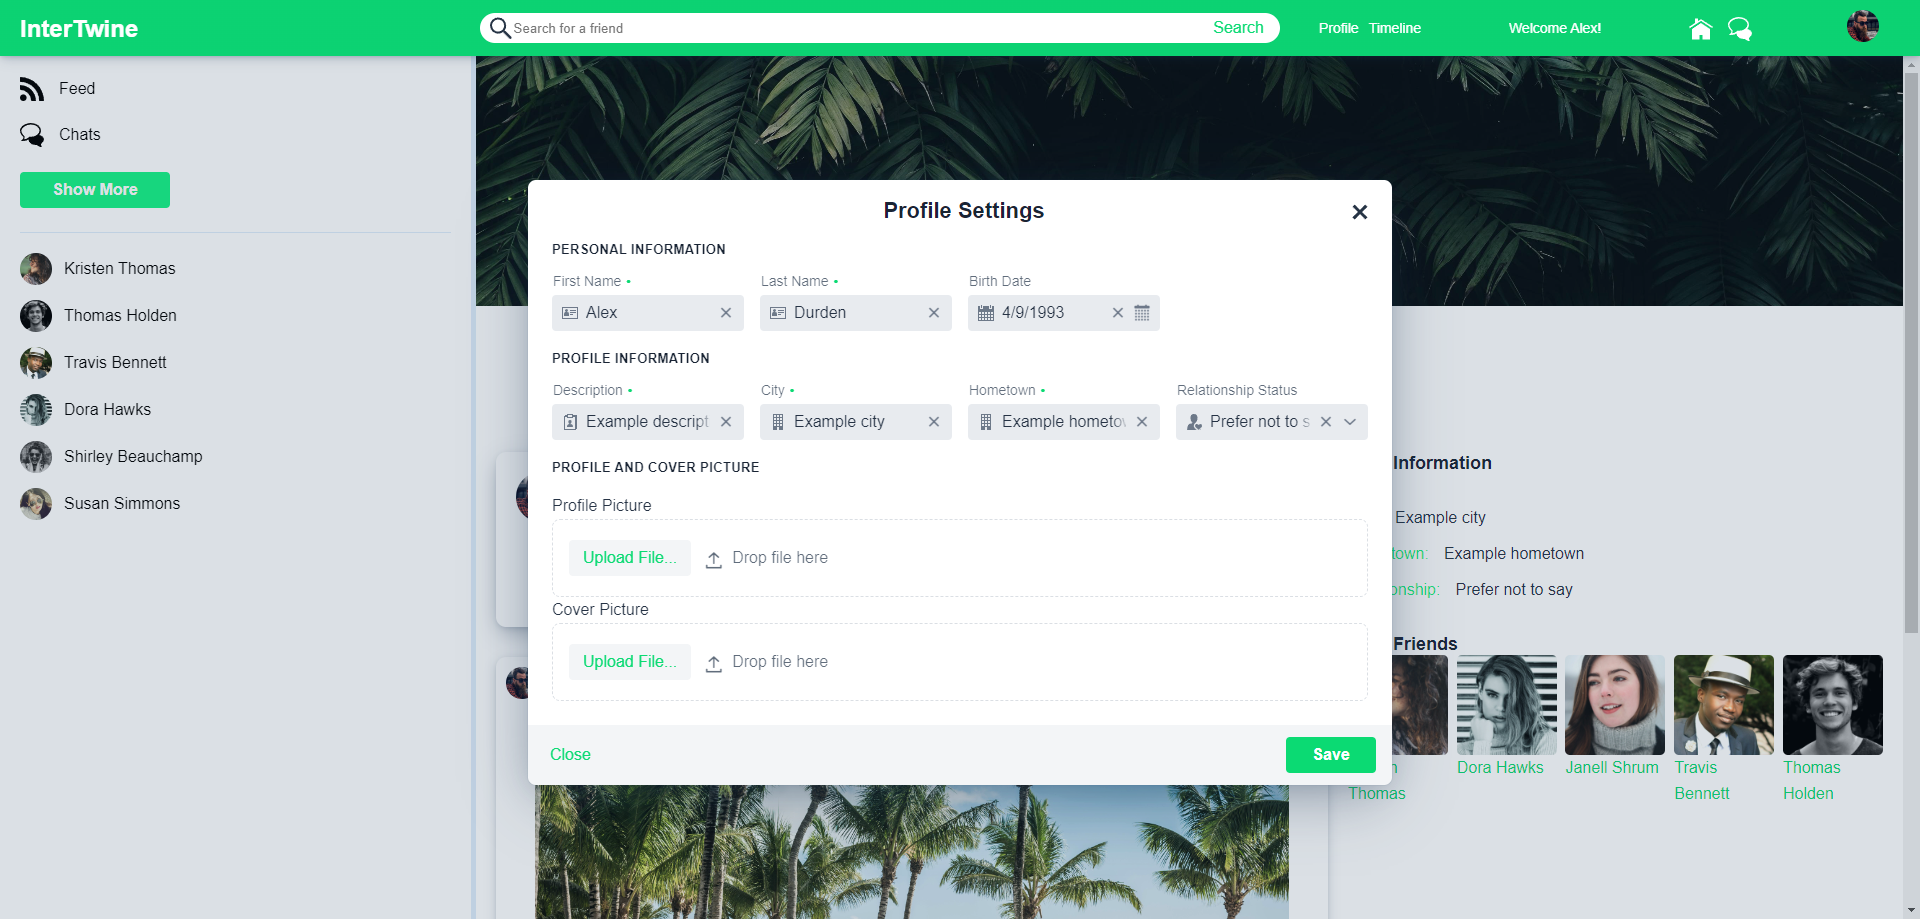 InterTwine
Search for a friend
Search
Profile
Timeline
Welcome Alex!
Feed
Chats
Show More
Kristen Thomas
Thomas Holden
Travis Bennett
Dora Hawks
Shirley Beauchamp
Susan Simmons
Profile Settings
PERSONAL INFORMATION
First Name
Last Name
Birth Date
Alex
Durden
4/9/1993
PROFILE INFORMATION
Description
City
Hometown
Relationship Status
Example descript
Example city
Example hometow
Prefer not to s
PROFILE AND COVER PICTURE
Profile Picture
Upload File...
Drop file here
Cover Picture
Upload File...
Drop file here
Close
Save
Information
Example city
town: Example hometown
onship: Prefer not to say
Friends
n
Thomas
Dora Hawks
Janell Shrum
Travis
Bennett
Thomas
Holden